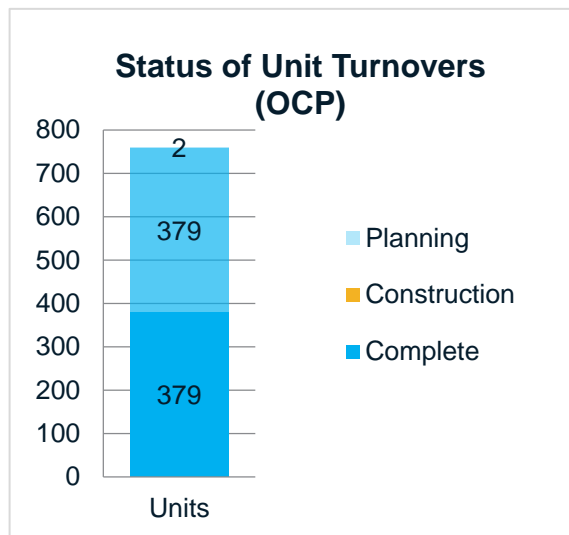 Status of Unit Turnovers
(OCP)
800
700
600
500
400
300
200
100
0
2
379
379
Units
Planning
Construction
Complete